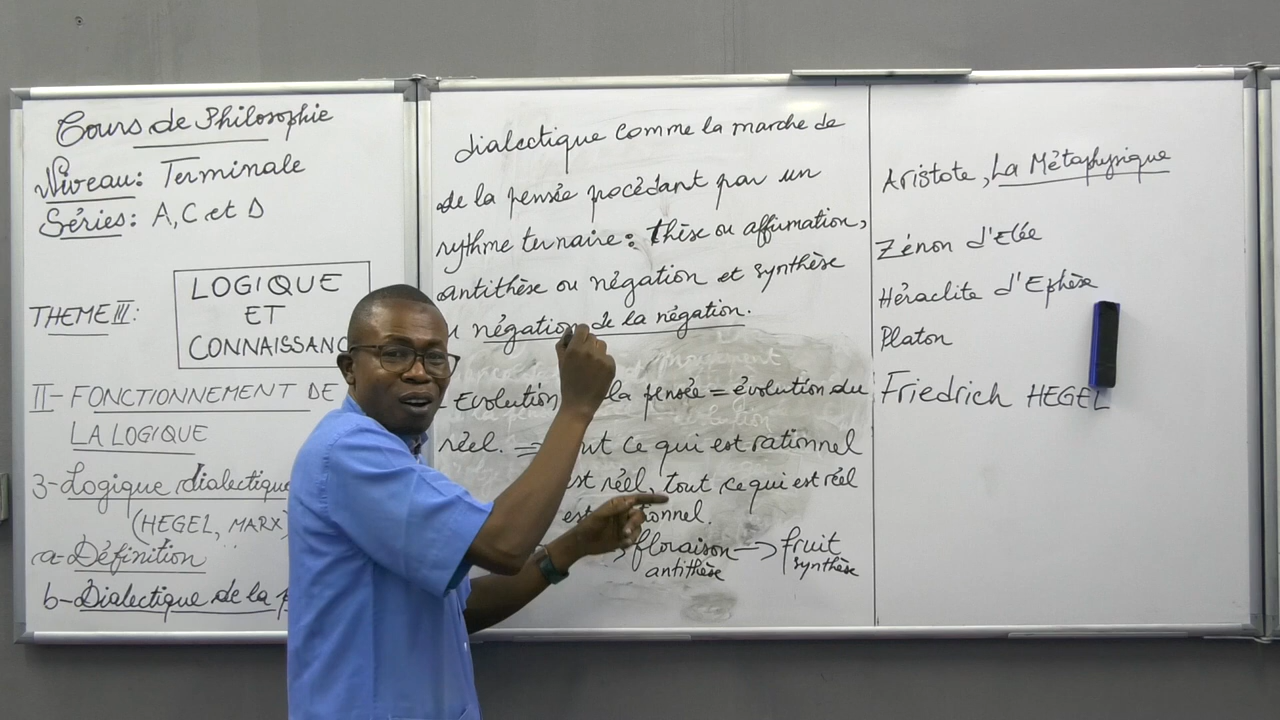 Cours de Philosophie
Niveau: Terminale
Séries: A, C et D
THEME III:
LOGIQUE
ET
CONNAISSANC
II- FONCTIONNEMENT DE
LA LOGIQUE
3-Logique dialectique
(HEGEL, MARX)
a-Définition
b-Dialectique de la
dialectique comme la marche de
de la pensée procédant par un
rythme ternaire: thèse ou affirmation,
antithèse ou négation et synthèse
négation de la négation.
- Evolution la pensée = évolution du
réel. => tout ce qui est rationnel
est réel, tout ce qui est réel
est rationnel.
floraison -> fruit
antithèse synthèse
Aristote, La Métaphysique
Zénon d'Elée
Héraclite d'Ephèse
Platon
Friedrich HEGEL